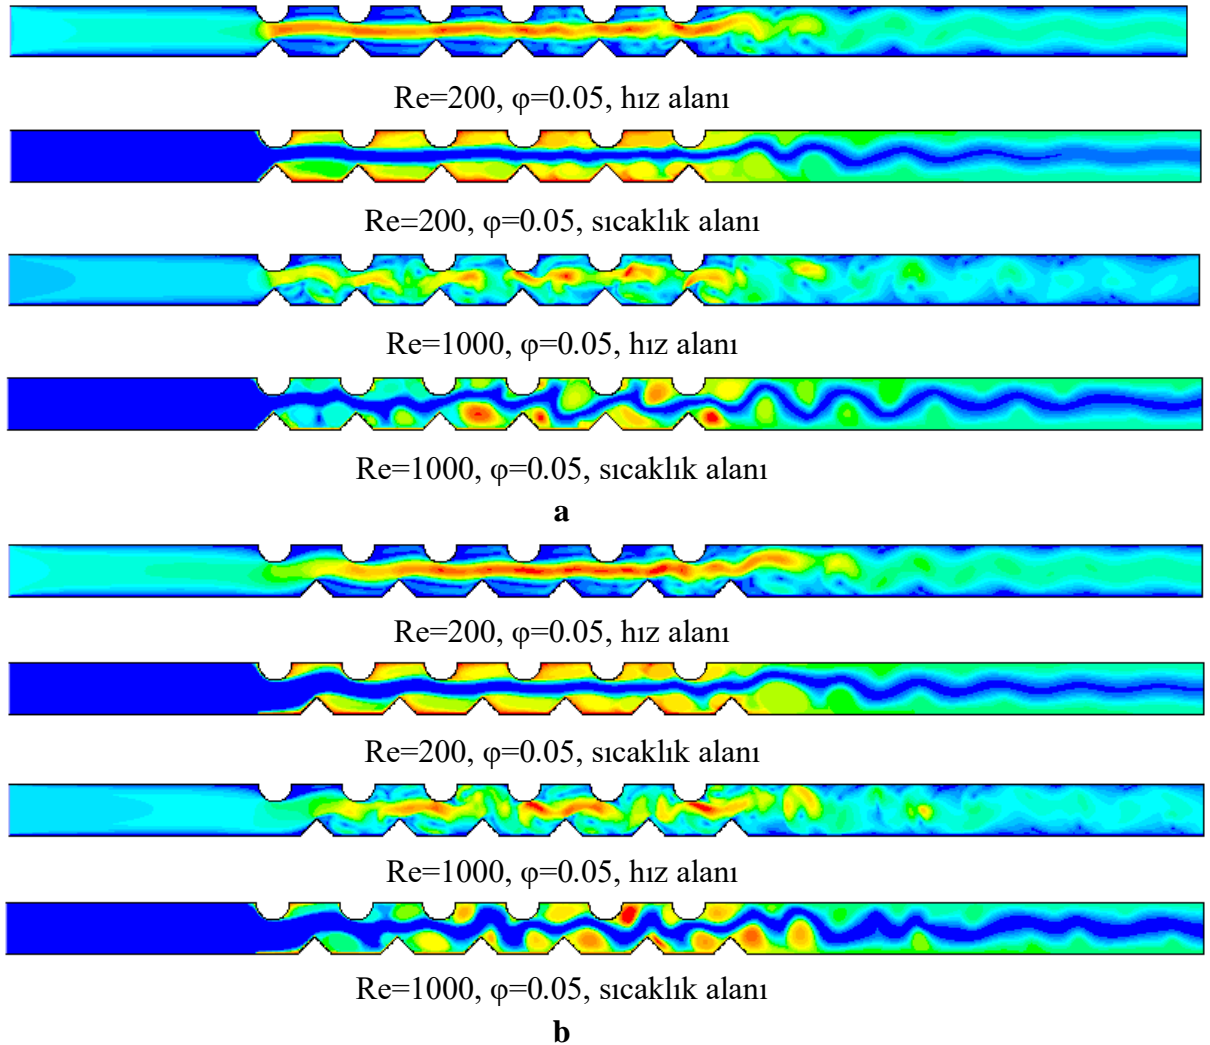 Re=200, φ=0.05, hız alanı
Re=200, φ=0.05, sıcaklık alanı
Re=1000, φ=0.05, hız alanı
Re=1000, φ=0.05, sıcaklık alanı
a
Re=200, φ=0.05, hız alanı
Re=200, φ=0.05, sıcaklık alanı
Re=1000, φ=0.05, hız alanı
Re=1000, φ=0.05, sıcaklık alanı
b